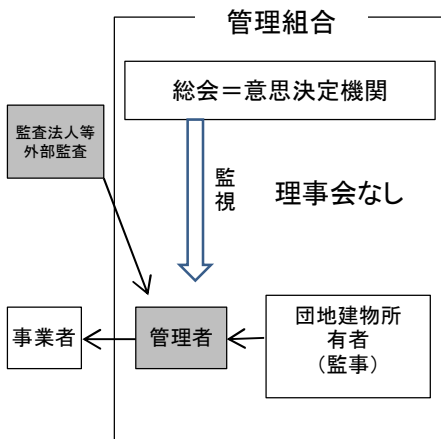 管理組合
総会＝意思決定機関
監査法人等
外部監査
監視
理事会なし
事業者
管理者
団地建物所
有者
（監事）